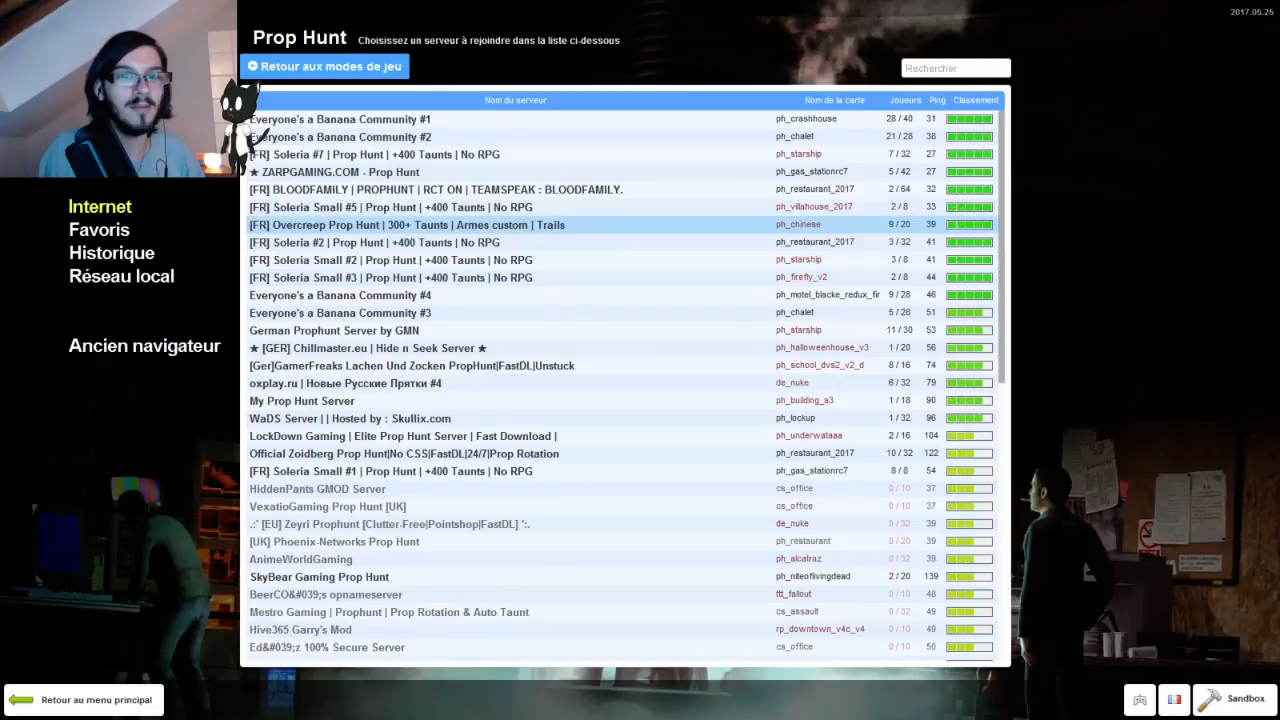 2017.05.25
Prop Hunt Choisissez un serveur à rejoindre dans la liste ci-dessous
Retour aux modes de jeu
Rechercher
Nom du serveur Nom de la carte Joueurs Ping Classement
Everyone's a Banana Community #1 ph_crashhouse 28 / 40 31
Everyone's a Banana Community #2 ph_chalet 21 / 28 38
[FR] Soleria #7 | Prop Hunt | +400 Taunts | No RPG ph_starship 7 / 32 27
★ ZARPGAMING.COM - Prop Hunt ph_gas_stationrc7 5 / 42 27
[FR] BLOODFAMILY | PROPHUNT | RCT ON | TEAMSPEAK : BLOODFAMILY. ph_restaurant_2017 2 / 64 32
[FR] Soleria Small #5 | Prop Hunt | +400 Taunts | No RPG ph_villahouse_2017 2 / 8 33
[FR] Overcreep Prop Hunt | 300+ Taunts | Armes custom | Trails ph_chinese 9 / 20 39
[FR] Soleria #2 | Prop Hunt | +400 Taunts | No RPG ph_restaurant_2017 3 / 32 41
[FR] Soleria Small #2 | Prop Hunt | +400 Taunts | No RPG ph_starship 3 / 8 41
[FR] Soleria Small #3 | Prop Hunt | +400 Taunts | No RPG ph_firefly_v2 2 / 8 44
Everyone's a Banana Community #4 ph_motel_blacke_redux_fir 9 / 28 46
Everyone's a Banana Community #3 ph_chalet 5 / 28 51
German Prophunt Server by GMN ph_starship 11 / 30 53
★ [GER] Chillmaster.eu | Hide n Seek Server ★ ph_halloweenhouse_v3 1 / 20 56
[Ger]GamerFreaks Lachen Und Zocken PropHunt|FastDL|Unstuck ph_school_dvs2_v2_d 8 / 16 74
oxplay.ru | Новые Русские Прятки #4 de_nuke 6 / 32 79
My Prop Hunt Server ph_building_a3 1 / 18 90
WaDS Server | | Hosted by : Skullix.com ph_lockup 1 / 32 96
LockDown Gaming | Elite Prop Hunt Server | Fast Download | ph_underwataaa 2 / 16 104
Official Zoidberg Prop Hunt|No CSS|FastDL|24/7|Prop Rotation ph_restaurant_2017 10 / 32 122
[FR] Soleria Small #1 | Prop Hunt | +400 Taunts | No RPG ph_gas_stationrc7 8 / 8 54
HiddenPants GMOD Server cs_office 0 / 10 37
VexatioGaming Prop Hunt [UK] cs_office 0 / 10 37
.:' [EU] Zeyri Prophunt [Clutter-Free|Pointshop|FastDL] ':. de_nuke 0 / 32 39
[UK] Phoenix-Networks Prop Hunt ph_restaurant 0 / 20 39
AnimeWorldGaming ph_alcatraz 0 / 32 39
SkyBear Gaming Prop Hunt ph_niteoflivingdead 2 / 20 139
BeerCO&#039;s opnameserver ttt_fallout 0 / 10 48
Mestro Gaming | Prophunt | Prop Rotation & Auto Taunt cs_assault 0 / 32 49
Hive365 Garry's Mod rp_downtown_v4c_v4 0 / 10 49
Ed&#039;z 100% Secure Server cs_office 0 / 10 50
Internet
Favoris
Historique
Réseau local
Ancien navigateur
Retour au menu principal
Sandbox